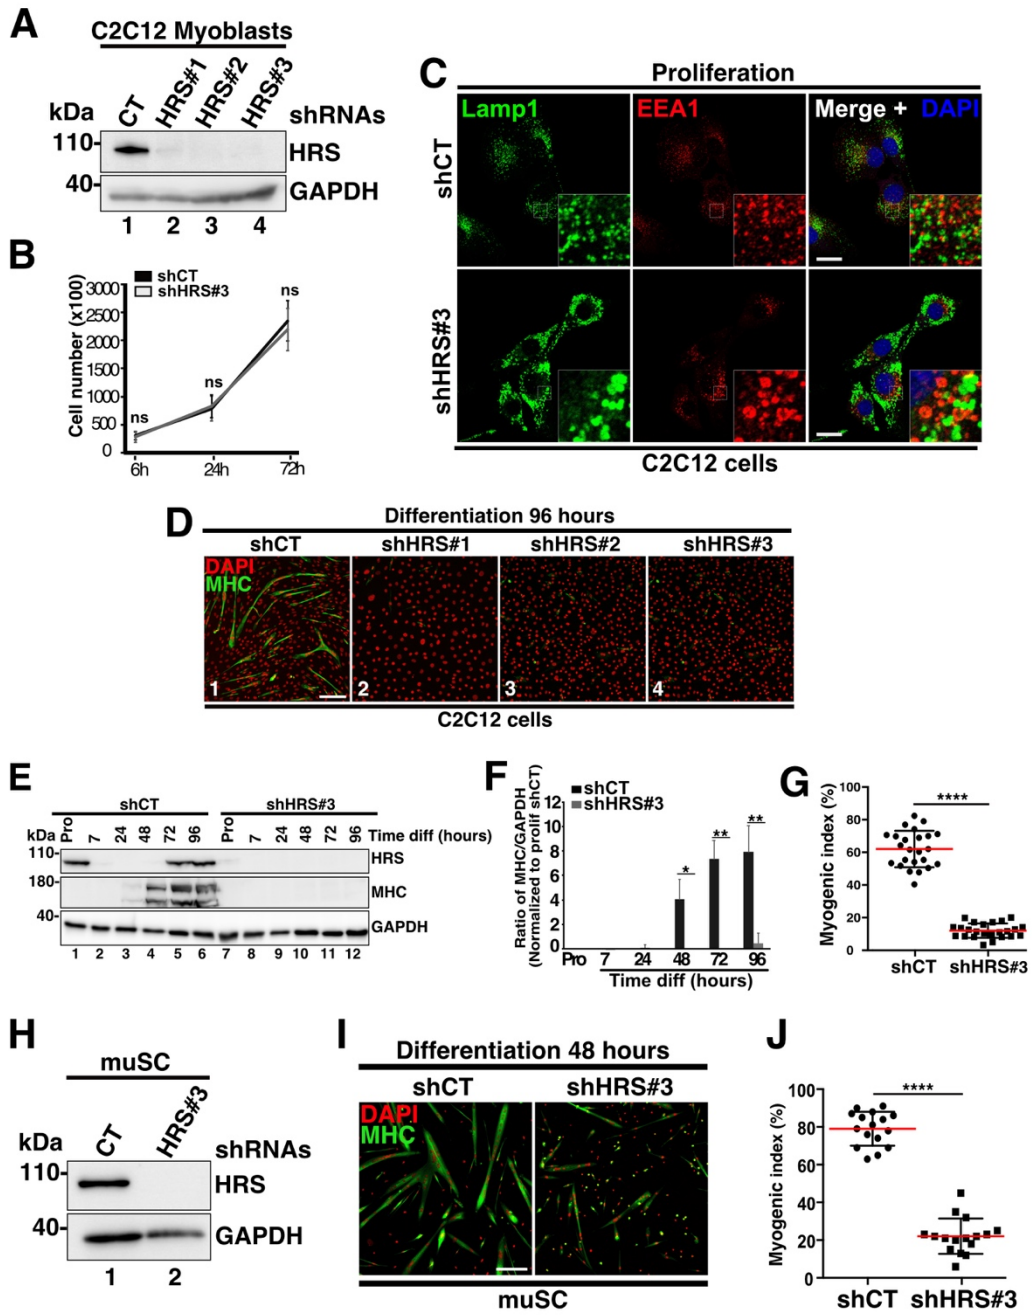 A
C2C12 Myoblasts
CT HRS#1 HRS#2 HRS#3
kDa shRNAs
110- HRS
40- GAPDH
1 2 3 4
B
shCT
shHRS#3
Cell number (x100)
3000
2500
2000
1500
1000
500
0
ns ns ns
6h 24h 72h
C
Proliferation
Lamp1 EEA1 Merge + DAPI
shCT
shHRS#3
C2C12 cells
D
Differentiation 96 hours
shCT shHRS#1 shHRS#2 shHRS#3
DAPI
MHC
1 2 3 4
C2C12 cells
E
shCT shHRS#3
kDa Pro 7 24 48 72 96 Pro 7 24 48 72 96 Time diff (hours)
110- HRS
180- MHC
40- GAPDH
1 2 3 4 5 6 7 8 9 10 11 12
F
shCT
shHRS#3
Ratio of MHC/GAPDH
(Normalized to prolif shCT)
12
10
8
6
4
2
0
* ** **
Pro 7 24 48 72 96
Time diff (hours)
G
Myogenic index (%)
100
80
60
40
20
0
****
shCT shHRS#3
H
muSC
CT HRS#3
kDa shRNAs
110- HRS
40- GAPDH
1 2
I
Differentiation 48 hours
shCT shHRS#3
DAPI
MHC
muSC
J
Myogenic index (%)
100
80
60
40
20
0
****
shCT shHRS#3